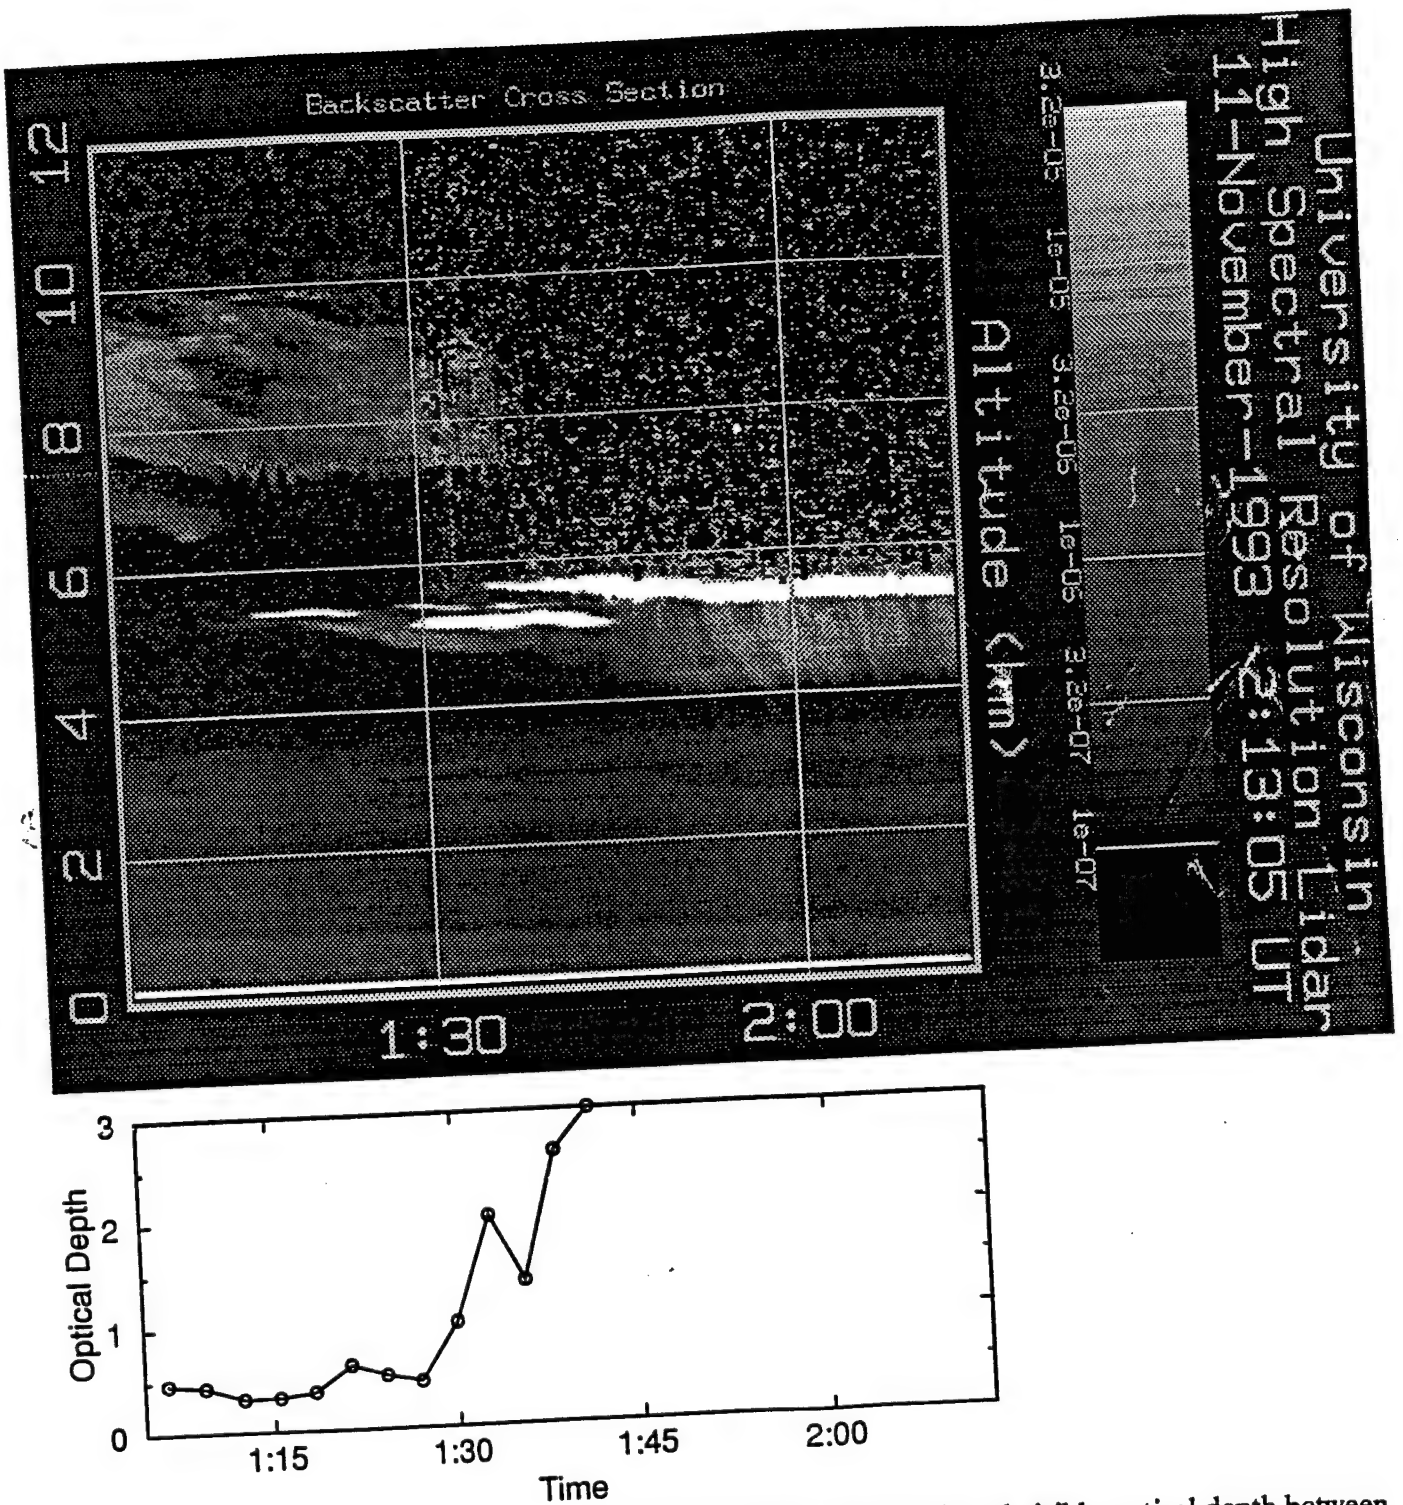 Backscatter Cross Section
12
10
8
6
4
2
0
1:30
2:00
Altitude <km>
3.2e-05
1e-05
3.2e-06
1e-06
3.2e-07
1e-07
University of Wisconsin
High Spectral Resolution Lidar
11-November-1993 2:13:05 UT
3
2
1
0
Optical Depth
1:15
1:30
1:45
2:00
Time
optical depth between